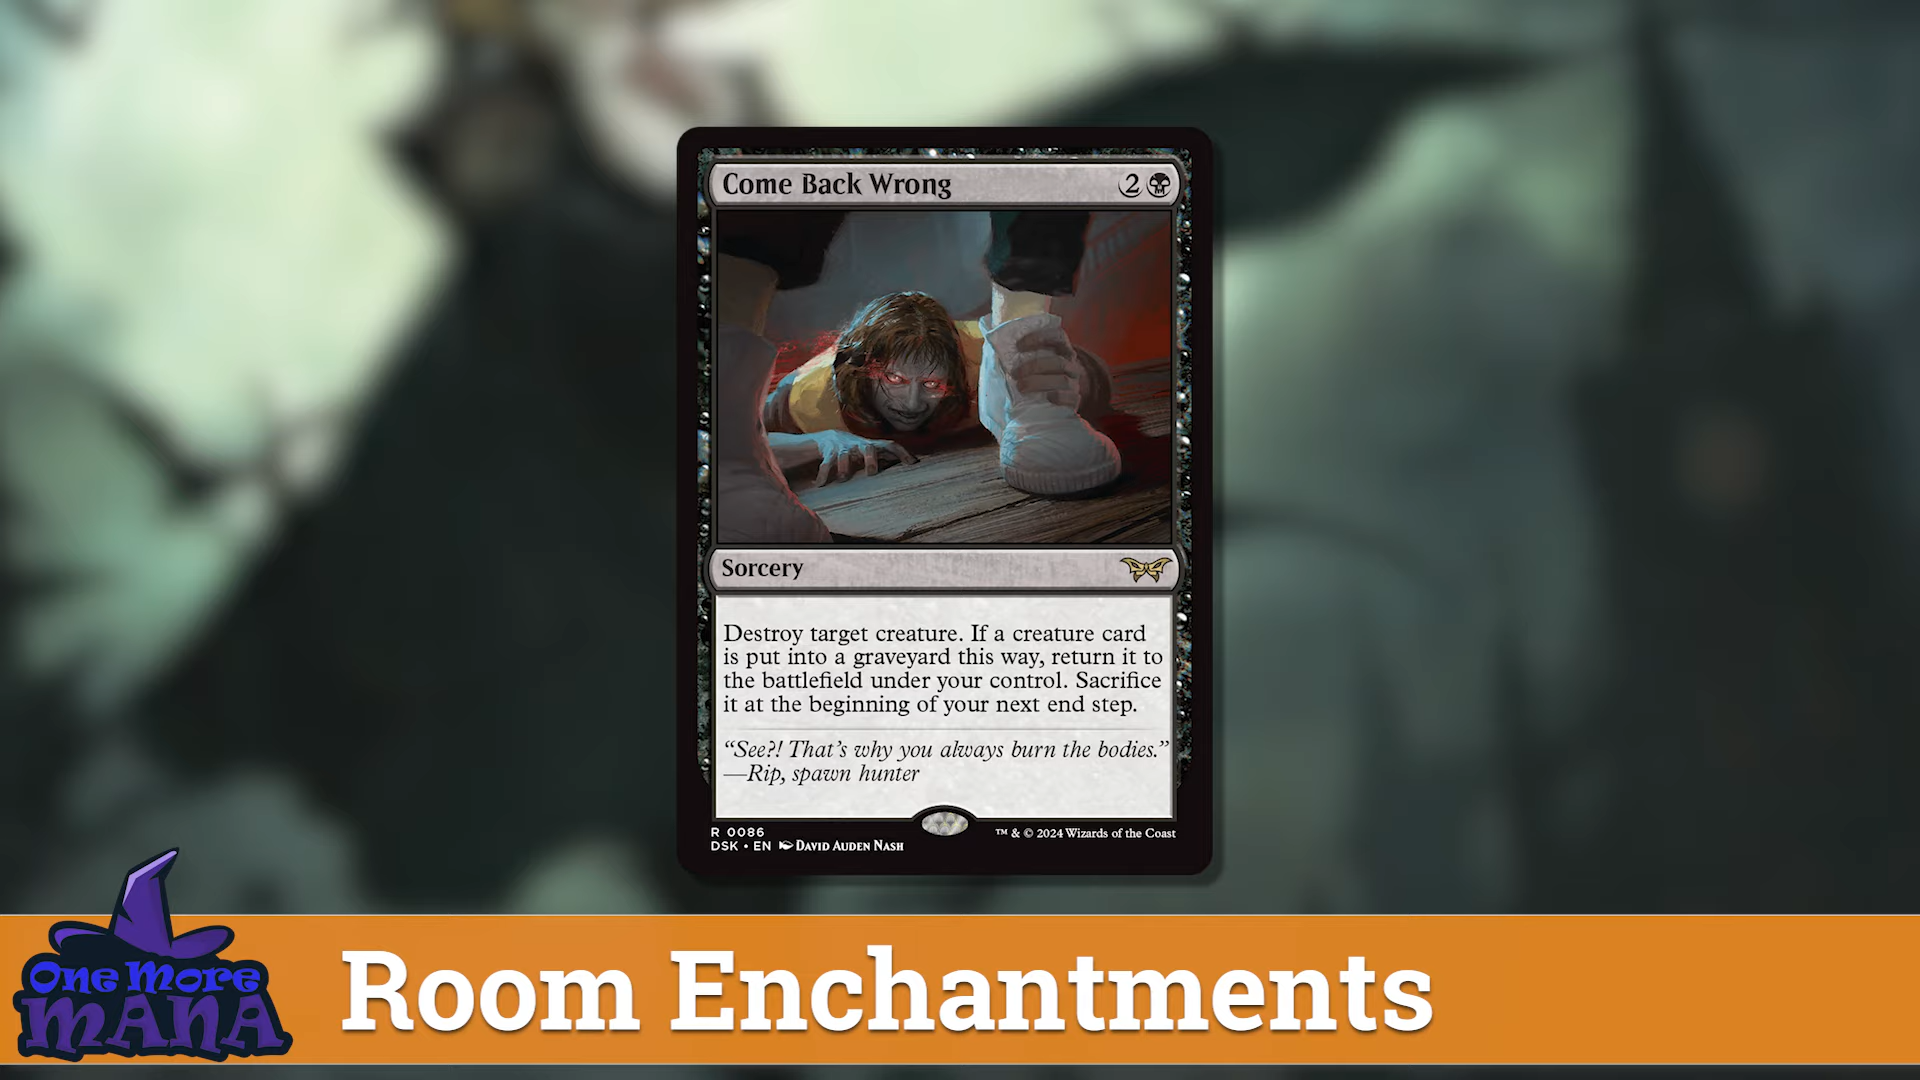 Come Back Wrong 2
Sorcery
Destroy target creature. If a creature card
is put into a graveyard this way, return it to
the battlefield under your control. Sacrifice
it at the beginning of your next end step.
“See?! That’s why you always burn the bodies.”
—Rip, spawn hunter
R 0086
DSK • EN David Auden Nash
™ & © 2024 Wizards of the Coast
One More
Mana
Room Enchantments